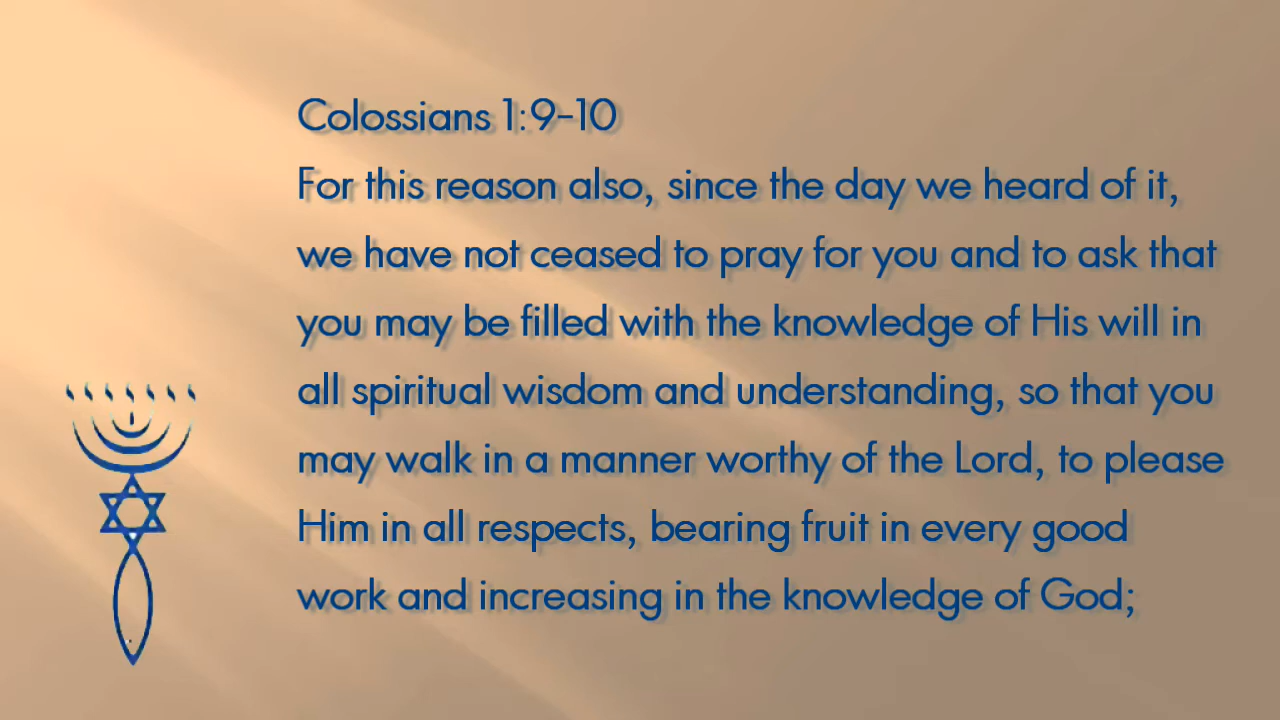 Colossians 1:9-10
For this reason also, since the day we heard of it,
we have not ceased to pray for you and to ask that
you may be filled with the knowledge of His will in
all spiritual wisdom and understanding, so that you
may walk in a manner worthy of the Lord, to please
Him in all respects, bearing fruit in every good
work and increasing in the knowledge of God;